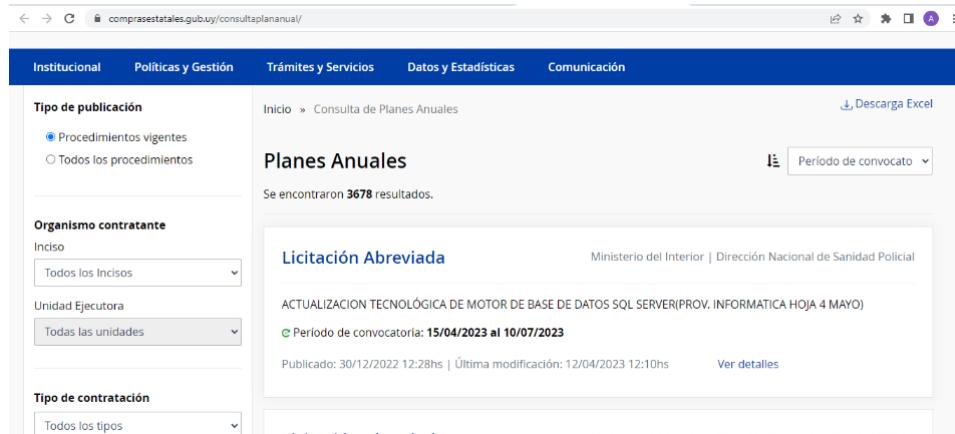 comprasestatales.gub.uy/consultaplananual/
A
Institucional Políticas y Gestión Trámites y Servicios Datos y Estadísticas Comunicación
Tipo de publicación
Procedimientos vigentes
Todos los procedimientos
Organismo contratante
Inciso
Todos los Incisos
Unidad Ejecutora
Todas las unidades
Tipo de contratación
Todos los tipos
Inicio » Consulta de Planes Anuales
Descarga Excel
Planes Anuales
Período de convocato
Se encontraron 3678 resultados.
Licitación Abreviada
Ministerio del Interior | Dirección Nacional de Sanidad Policial
ACTUALIZACION TECNOLÓGICA DE MOTOR DE BASE DE DATOS SQL SERVER(PROV. INFORMATICA HOJA 4 MAYO)
Período de convocatoria: 15/04/2023 al 10/07/2023
Publicado: 30/12/2022 12:28hs | Última modificación: 12/04/2023 12:10hs Ver detalles